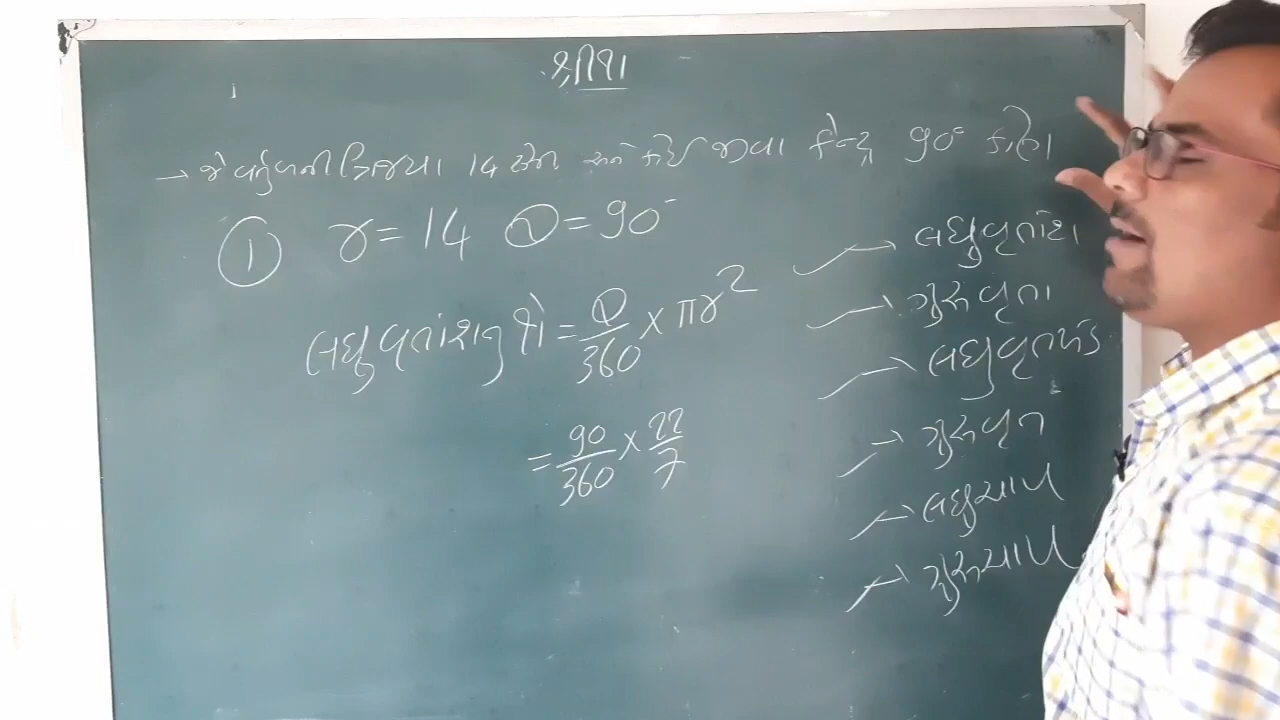 → જે વર્તુળની ત્રિજ્યા 14 સેમી અને કોઈ જીવા કેન્દ્ર 90° કોણ
① r = 14 θ = 90°
લઘુવૃતાંશનું ક્ષે = θ/360 × πr²
= 90/360 × 22/7
→ લઘુવૃતાંશ
→ ગુરુવૃતા
→ લઘુવૃતખંડ
→ ગુરુવૃત
→ લઘુચાપ
→ ગુરુચાપ